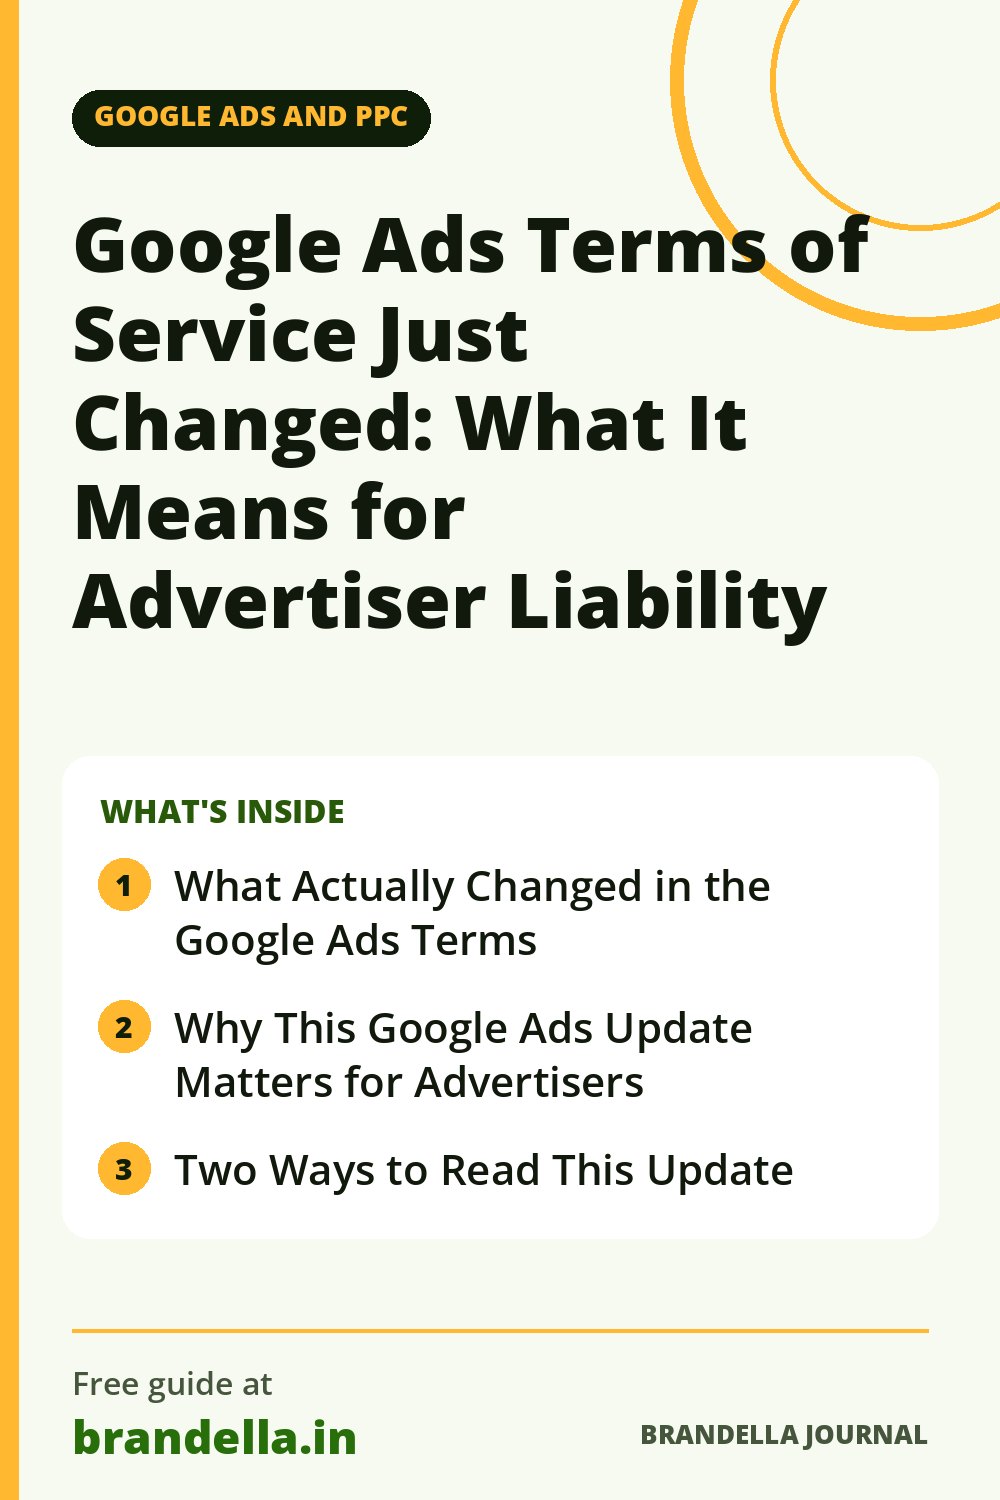 GOOGLE ADS AND PPC
Google Ads Terms of
Service Just
Changed: What It
Means for
Advertiser Liability
WHAT'S INSIDE
1 What Actually Changed in the
Google Ads Terms
2 Why This Google Ads Update
Matters for Advertisers
3 Two Ways to Read This Update
Free guide at
brandella.in
BRANDELLA JOURNAL